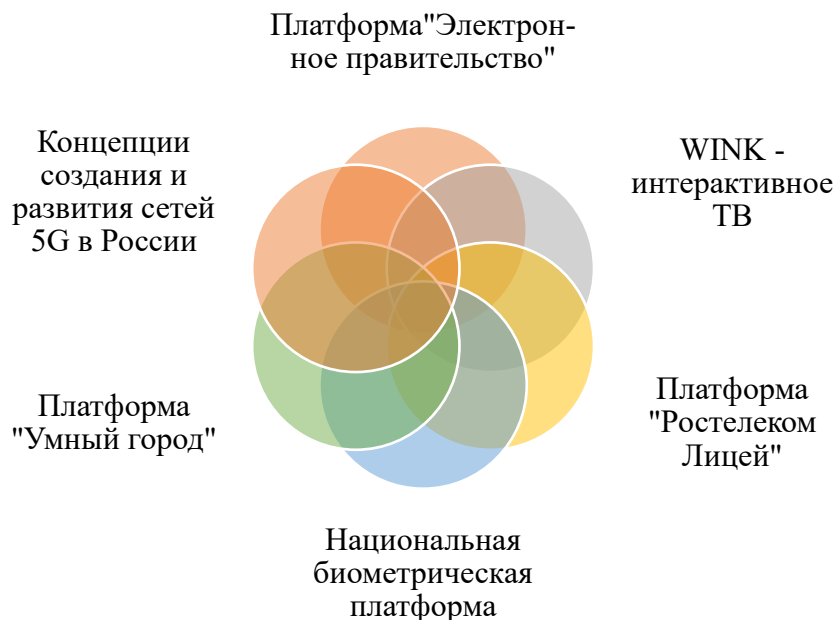 Платформа"Электрон-
ное правительство"
Концепции
создания и
развития сетей
5G в России
WINK -
интерактивное
ТВ
Платформа
"Умный город"
Платформа
"Ростелеком
Лицей"
Национальная
биометрическая
платформа